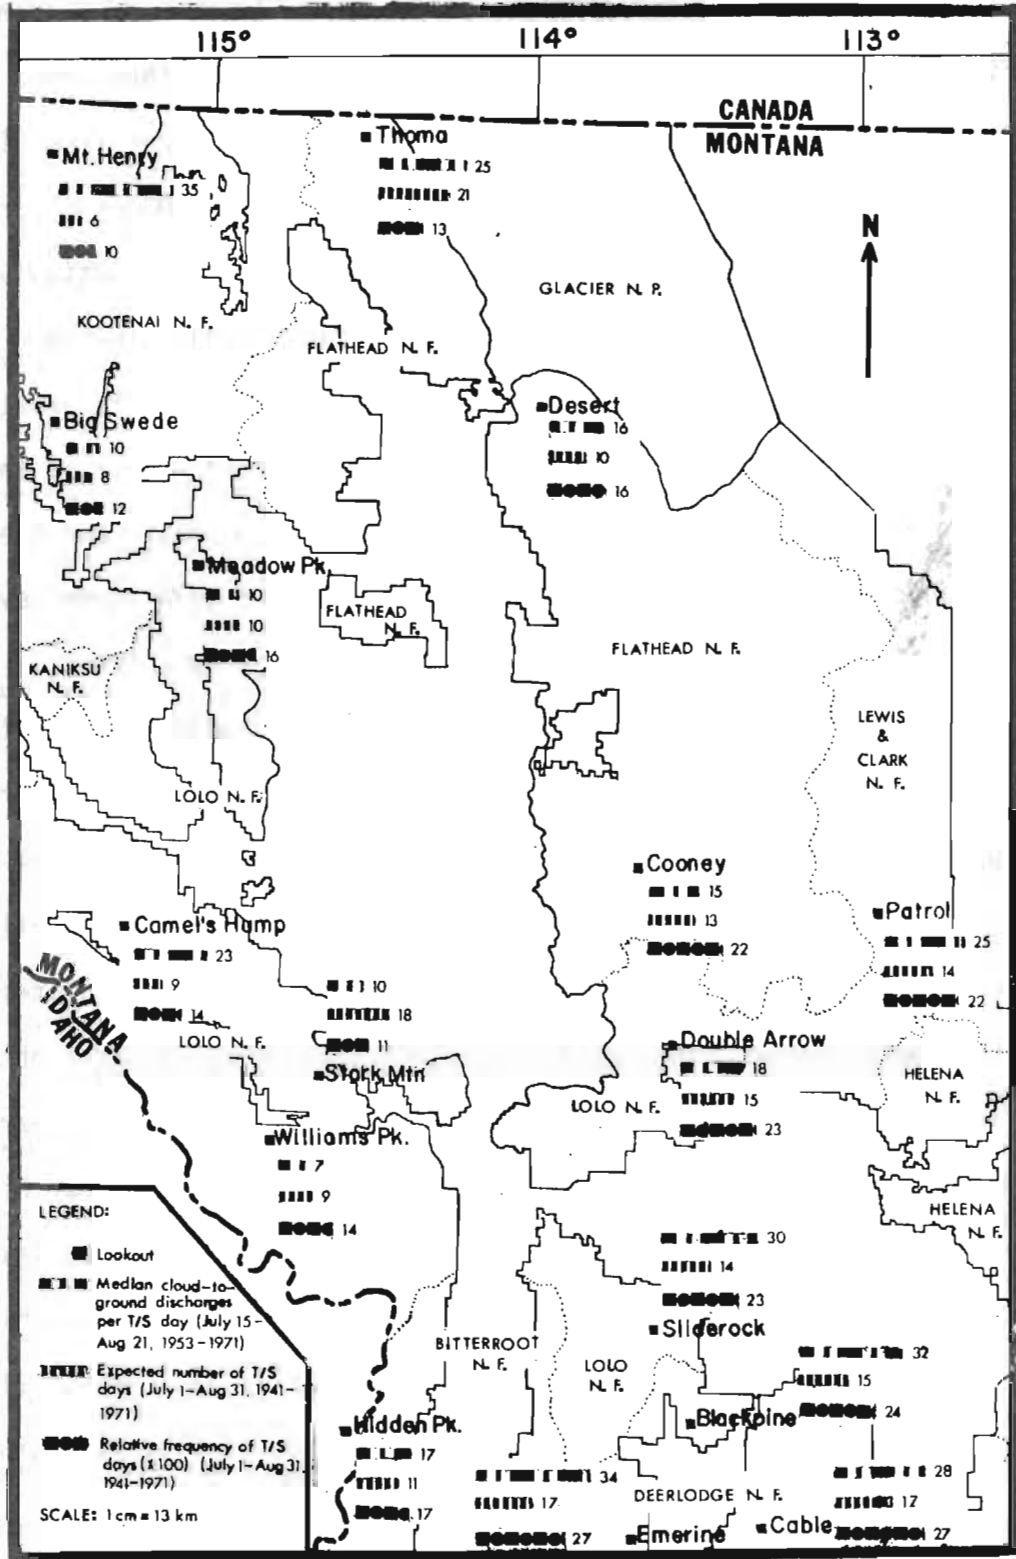 115° 114° 113°
CANADA
MONTANA
Thoma
25
21
13
Mt. Henry
35
6
10
N
GLACIER N. P.
KOOTENAI N. F.
FLATHEAD N. F.
Big Swede
10
8
12
Desert
16
10
16
Meadow Pk.
10
10
16
FLATHEAD
N. F.
FLATHEAD N. F.
KANIKSU
N. F.
LEWIS
&
CLARK
N. F.
LOLO N. F.
Cooney
15
13
22
Patrol
25
14
22
Camel's Hump
23
9
14
MONTANA
IDAHO
LOLO N. F.
10
18
11
Stark Mtn
Double Arrow
18
15
23
HELENA
N. F.
LOLO N. F.
Williams Pk.
7
9
14
HELENA
N. F.
30
14
23
Sliderock
BITTERROOT
N. F.
LOLO
N. F.
32
15
24
Blackpine
Hidden Pk.
17
11
17
34
17
27
Emerine
DEERLODGE N. F.
28
17
27
Cable
LEGEND:
Lookout
Median cloud-to-
ground discharges
per T/S day (July 15-
Aug 21, 1953-1971)
Expected number of T/S
days (July 1-Aug 31, 1941-
1971)
Relative frequency of T/S
days (x100) (July 1-Aug 31,
1941-1971)
SCALE: 1 cm = 13 km